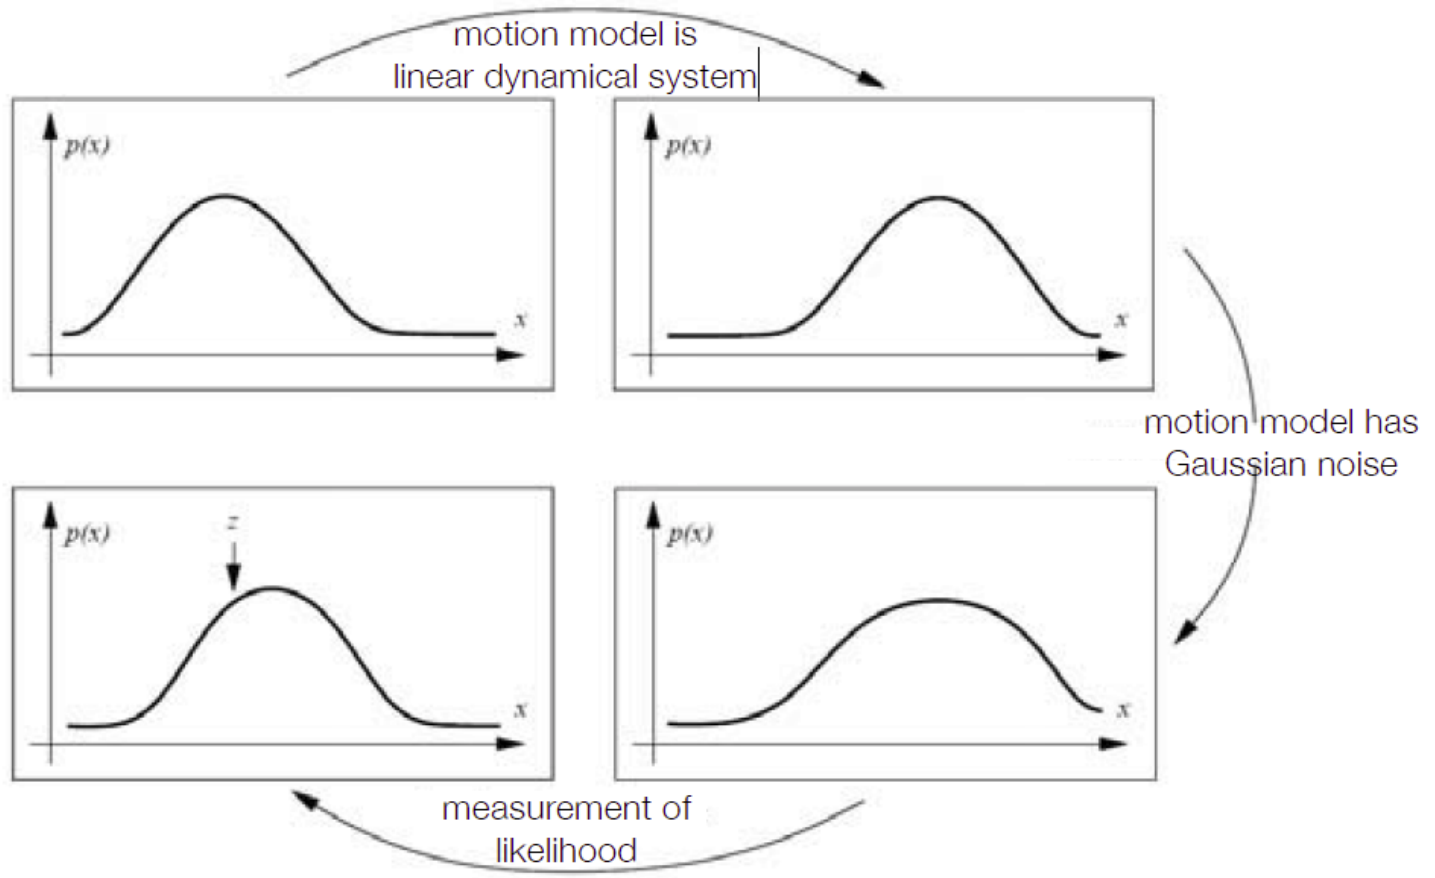 motion model is
linear dynamical system
p(x)
x
p(x)
x
motion model has
Gaussian noise
z
p(x)
x
p(x)
x
measurement of
likelihood